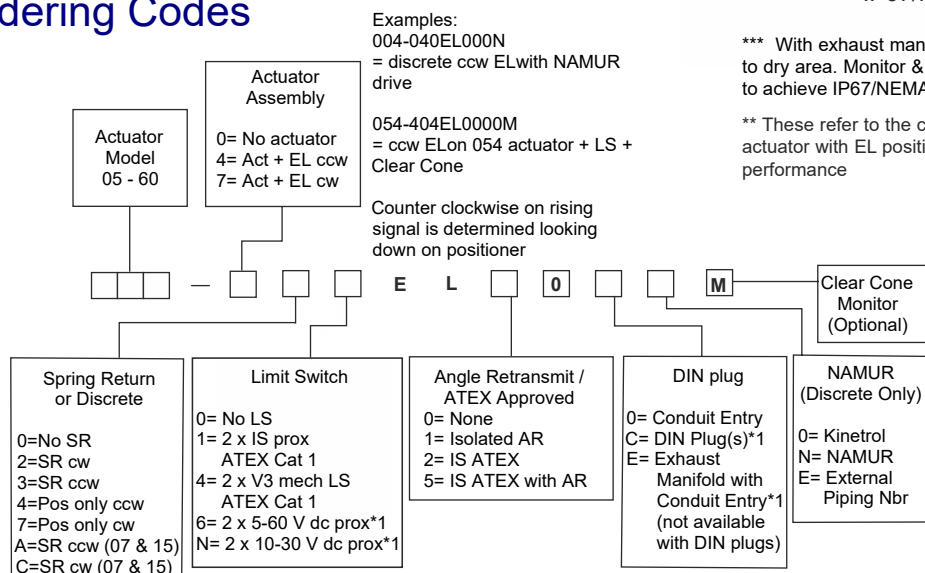 dering Codes
Examples:
004-040EL000N
= discrete ccw ELwith NAMUR
drive
054-404EL0000M
= ccw ELon 054 actuator + LS +
Clear Cone
Counter clockwise on rising
signal is determined looking
down on positioner
*** With exhaust man
to dry area. Monitor &
to achieve IP67/NEMA
** These refer to the c
actuator with EL positi
performance
Actuator
Model
05 - 60
Actuator
Assembly
0= No actuator
4= Act + EL ccw
7= Act + EL cw
— E L 0 M
Clear Cone
Monitor
(Optional)
Spring Return
or Discrete
0=No SR
2=SR cw
3=SR ccw
4=Pos only ccw
7=Pos only cw
A=SR ccw (07 & 15)
C=SR cw (07 & 15)
Limit Switch
0= No LS
1= 2 x IS prox
ATEX Cat 1
4= 2 x V3 mech LS
ATEX Cat 1
6= 2 x 5-60 V dc prox*1
N= 2 x 10-30 V dc prox*1
Angle Retransmit /
ATEX Approved
0= None
1= Isolated AR
2= IS ATEX
5= IS ATEX with AR
DIN plug
0= Conduit Entry
C= DIN Plug(s)*1
E= Exhaust
Manifold with
Conduit Entry*1
(not available
with DIN plugs)
NAMUR
(Discrete Only)
0= Kinetrol
N= NAMUR
E= External
Piping Nbr